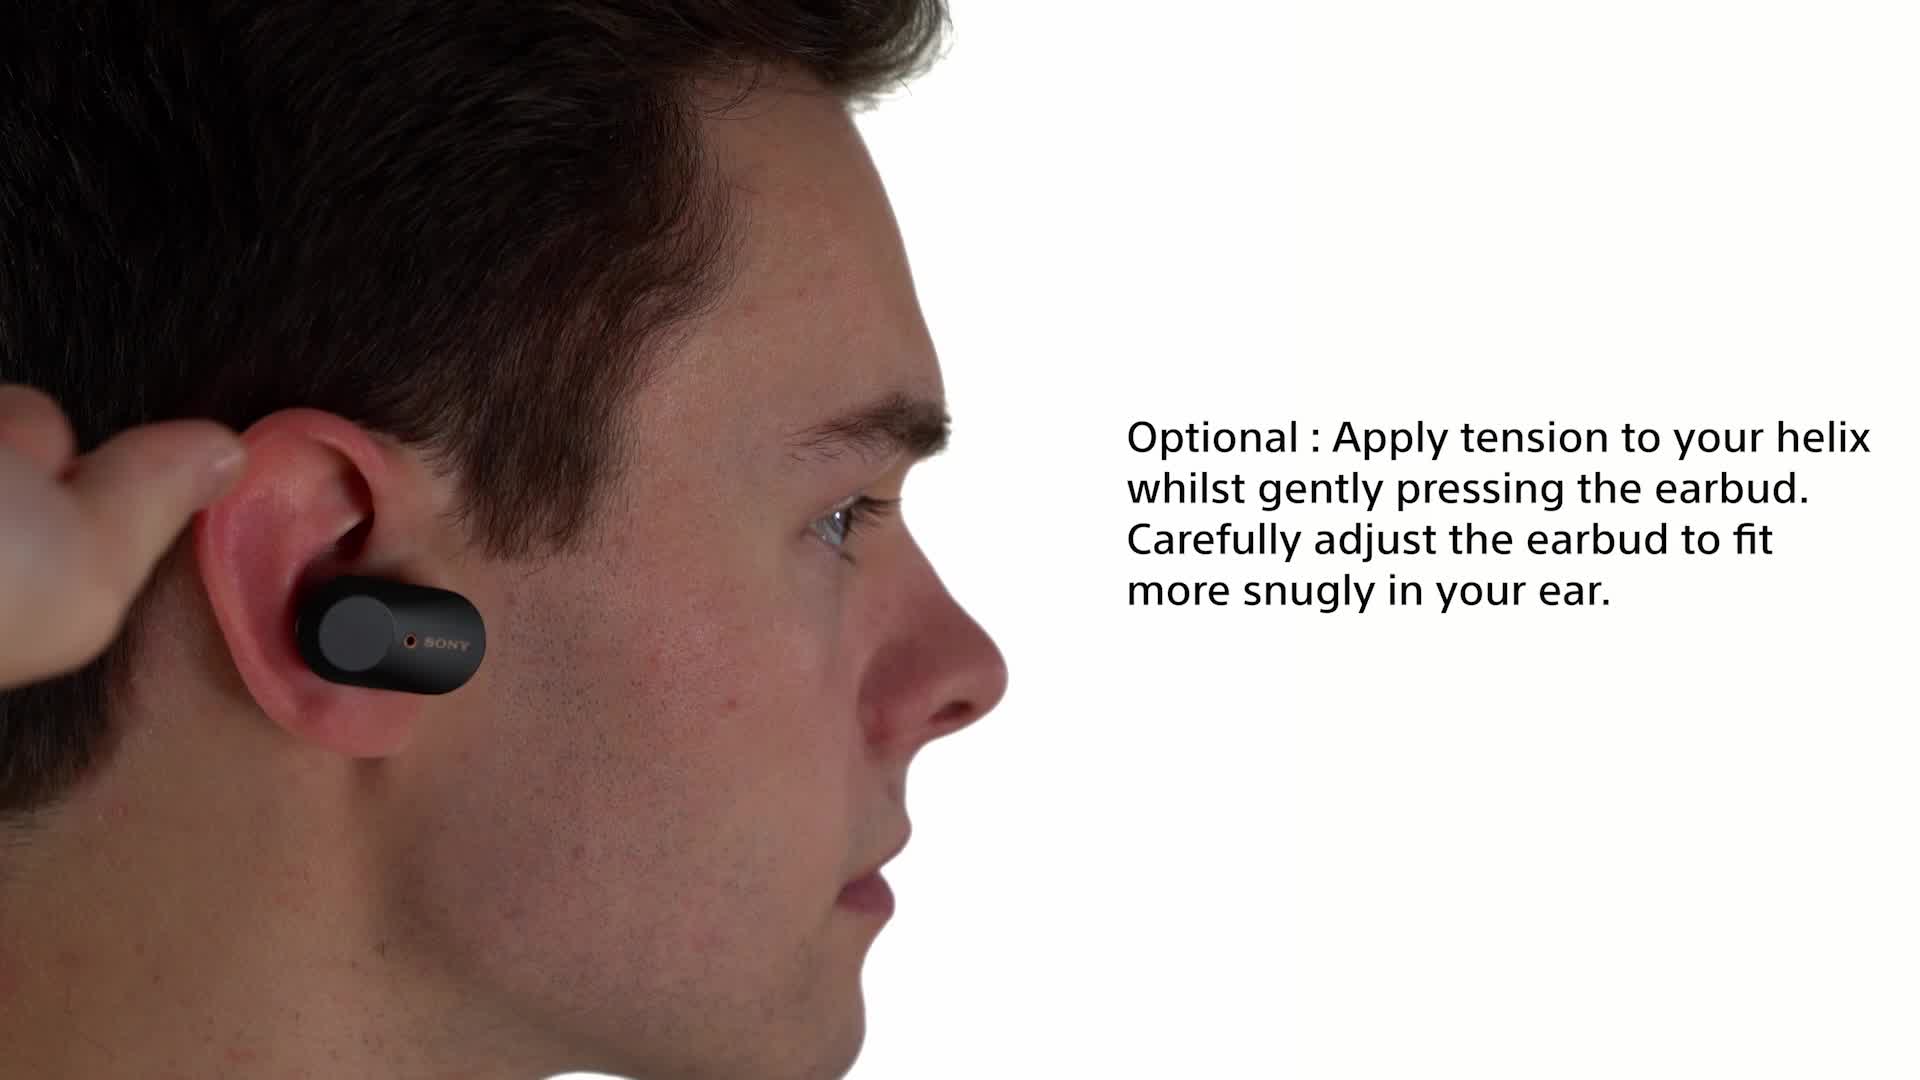 Optional : Apply tension to your helix
whilst gently pressing the earbud.
Carefully adjust the earbud to fit
more snugly in your ear.
SONY